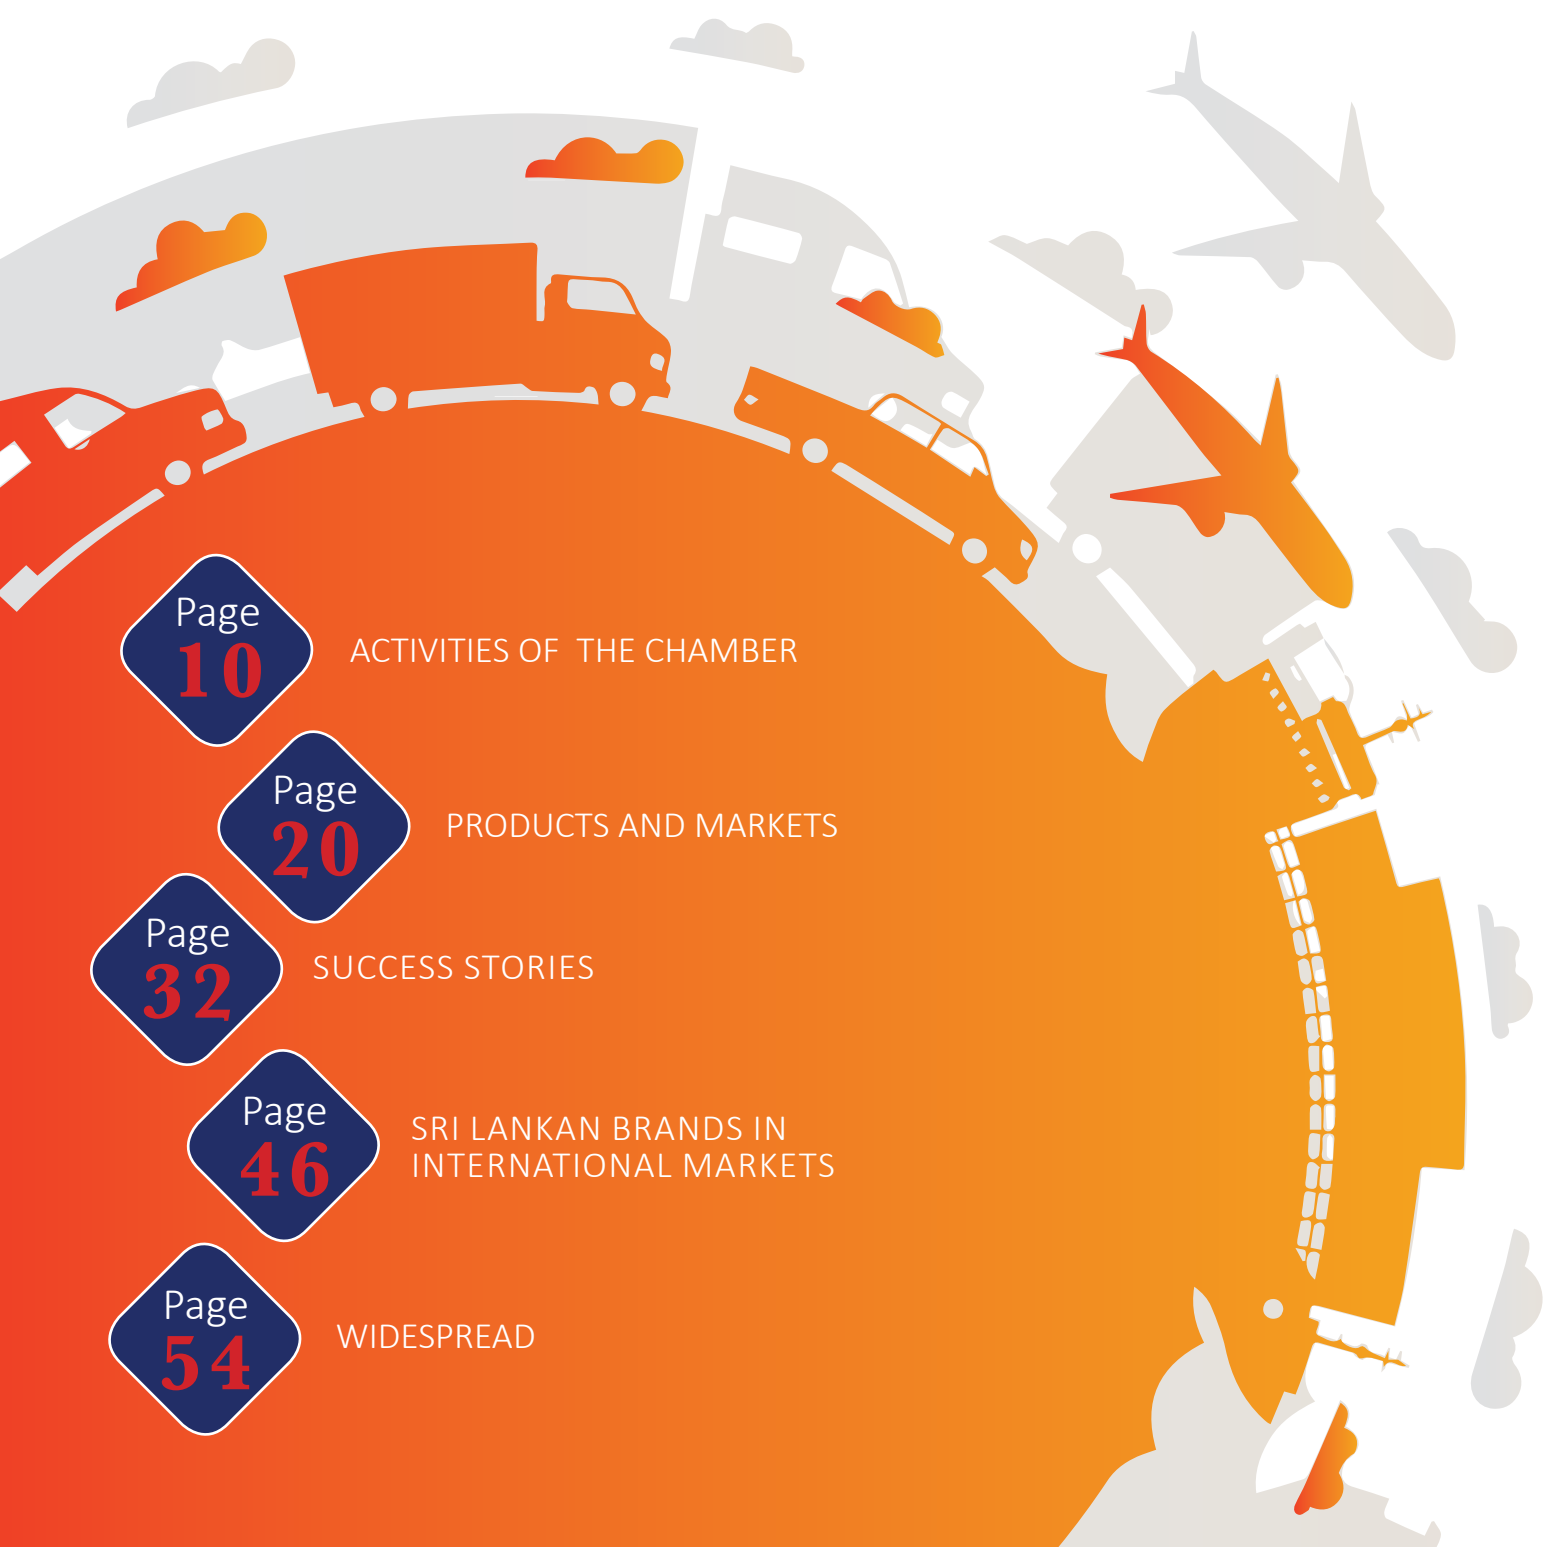 Page
10
ACTIVITIES OF THE CHAMBER
Page
20
PRODUCTS AND MARKETS
Page
32
SUCCESS STORIES
Page
46
SRI LANKAN BRANDS IN
INTERNATIONAL MARKETS
Page
54
WIDESPREAD